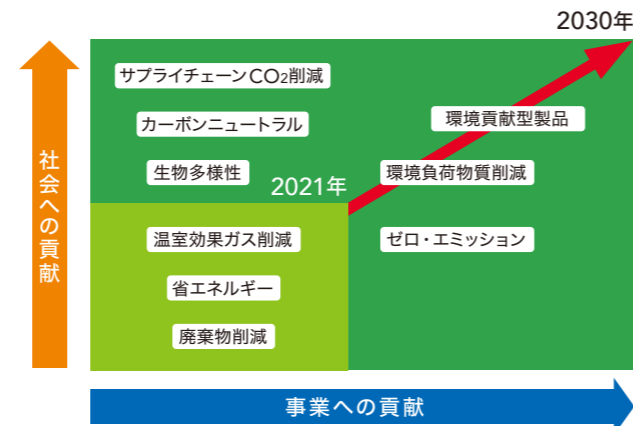 2030年
サプライチェーンCO₂削減
カーボンニュートラル
環境貢献型製品
生物多様性
環境負荷物質削減
2021年
社会への貢献
温室効果ガス削減
ゼロ・エミッション
省エネルギー
廃棄物削減
事業への貢献